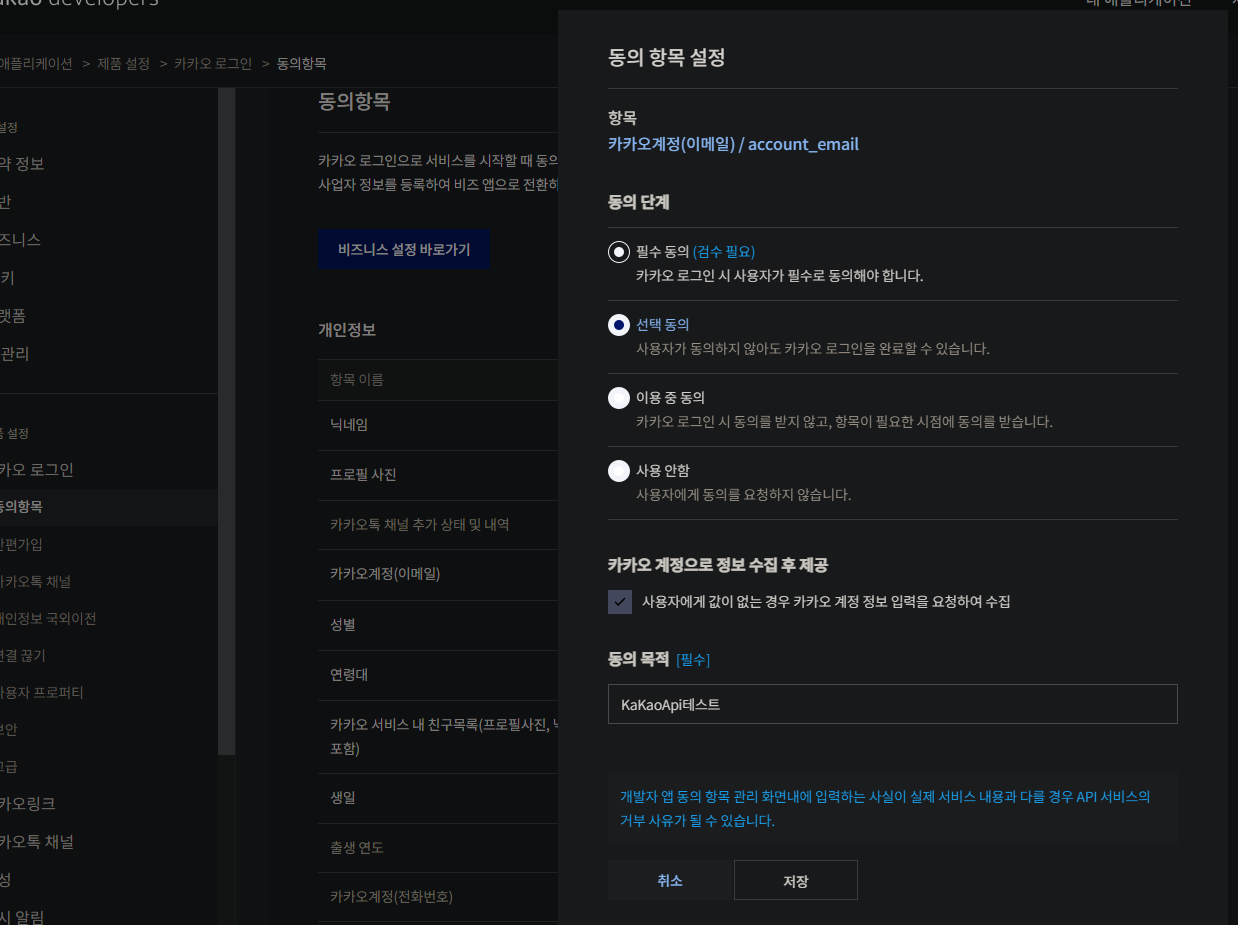 developers
애플리케이션 > 제품 설정 > 카카오 로그인 > 동의항목
설정
약 정보
반
즈니스
키
랫폼
관리
설정
카오 로그인
동의항목
간편가입
카카오톡 채널
개인정보 국외이전
연결 끊기
사용자 프로퍼티
보안
고급
카오링크
카오톡 채널
성
시 알림
동의항목
카카오 로그인으로 서비스를 시작할 때 동의
사업자 정보를 등록하여 비즈 앱으로 전환하
비즈니스 설정 바로가기
개인정보
항목 이름
닉네임
프로필 사진
카카오톡 채널 추가 상태 및 내역
카카오계정(이메일)
성별
연령대
카카오 서비스 내 친구목록(프로필사진,
포함)
생일
출생 연도
카카오계정(전화번호)
동의 항목 설정
항목
카카오계정(이메일) / account_email
동의 단계
필수 동의 (검수 필요)
카카오 로그인 시 사용자가 필수로 동의해야 합니다.
선택 동의
사용자가 동의하지 않아도 카카오 로그인을 완료할 수 있습니다.
이용 중 동의
카카오 로그인 시 동의를 받지 않고, 항목이 필요한 시점에 동의를 받습니다.
사용 안함
사용자에게 동의를 요청하지 않습니다.
카카오 계정으로 정보 수집 후 제공
사용자에게 값이 없는 경우 카카오 계정 정보 입력을 요청하여 수집
동의 목적 [필수]
KaKaoApi테스트
개발자 앱 동의 항목 관리 화면내에 입력하는 사실이 실제 서비스 내용과 다를 경우 API 서비스의
거부 사유가 될 수 있습니다.
취소
저장